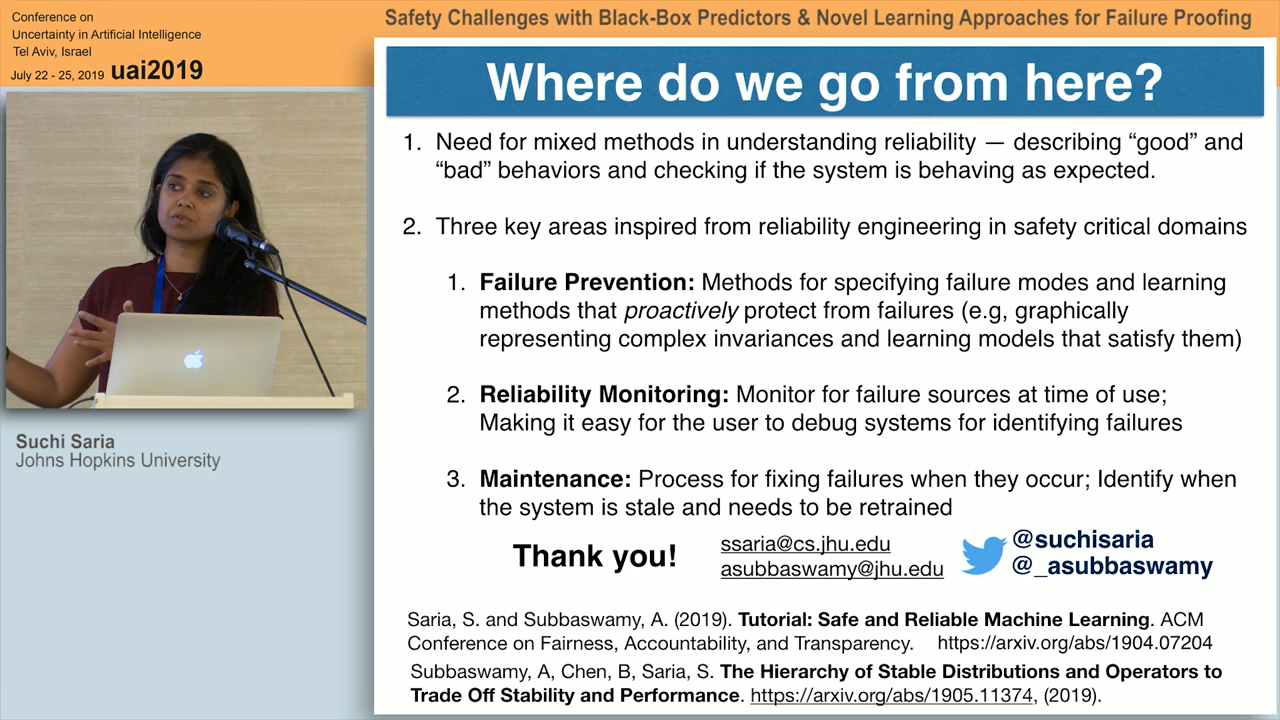 Conference on
Uncertainty in Artificial Intelligence
Tel Aviv, Israel
July 22 - 25, 2019 uai2019
Safety Challenges with Black-Box Predictors & Novel Learning Approaches for Failure Proofing
Where do we go from here?
1. Need for mixed methods in understanding reliability — describing “good” and
“bad” behaviors and checking if the system is behaving as expected.
2. Three key areas inspired from reliability engineering in safety critical domains
1. Failure Prevention: Methods for specifying failure modes and learning
methods that proactively protect from failures (e.g, graphically
representing complex invariances and learning models that satisfy them)
2. Reliability Monitoring: Monitor for failure sources at time of use;
Making it easy for the user to debug systems for identifying failures
3. Maintenance: Process for fixing failures when they occur; Identify when
the system is stale and needs to be retrained
Thank you!
ssaria@cs.jhu.edu
asubbaswamy@jhu.edu
@suchisaria
@_asubbaswamy
Saria, S. and Subbaswamy, A. (2019). Tutorial: Safe and Reliable Machine Learning. ACM
Conference on Fairness, Accountability, and Transparency. https://arxiv.org/abs/1904.07204
Subbaswamy, A, Chen, B, Saria, S. The Hierarchy of Stable Distributions and Operators to
Trade Off Stability and Performance. https://arxiv.org/abs/1905.11374, (2019).
Suchi Saria
Johns Hopkins University